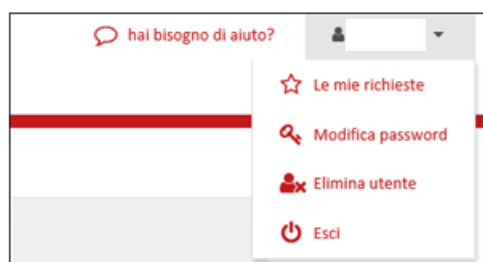 hai bisogno di aiuto?
Le mie richieste
Modifica password
Elimina utente
Esci